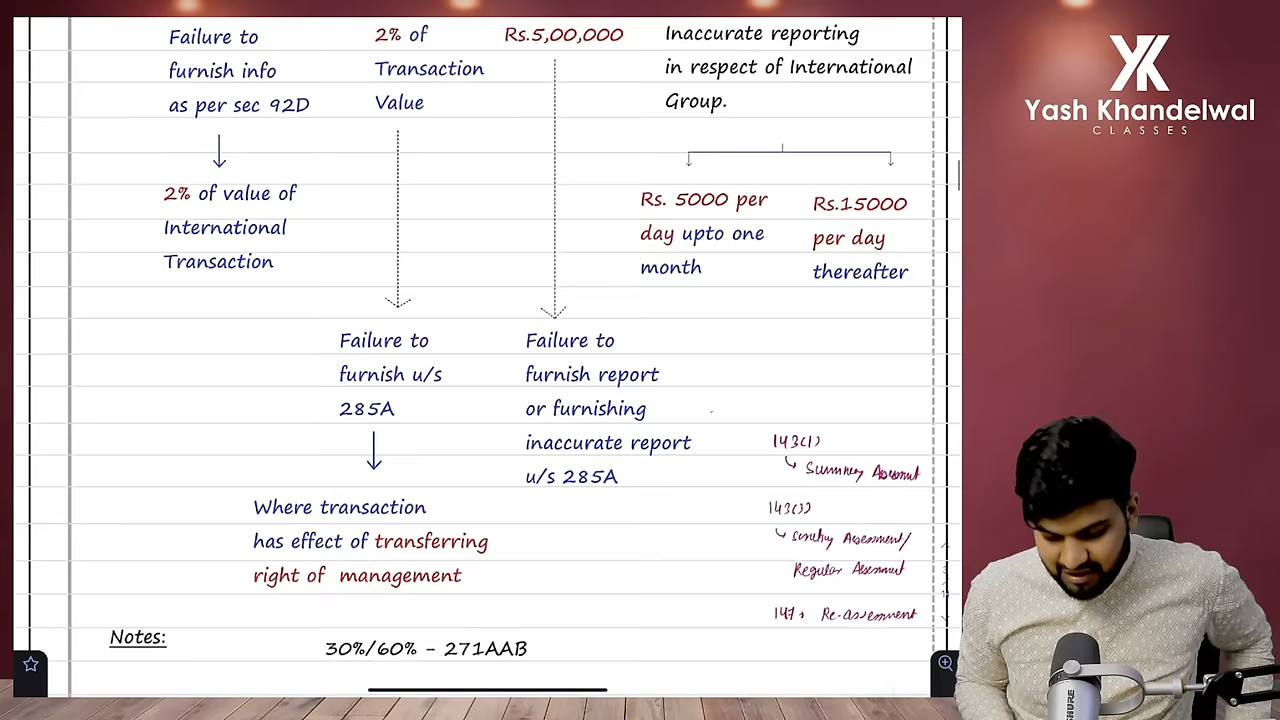 Failure to
furnish info
as per sec 92D
2% of value of
International
Transaction
2% of
Transaction
Value
Failure to
furnish u/s
285A
Where transaction
has effect of transferring
right of management
Rs.5,00,000
Failure to
furnish report
or furnishing
inaccurate report
u/s 285A
Inaccurate reporting
in respect of International
Group.
Rs. 5000 per
day upto one
month
Rs.15000
per day
thereafter
143(1)
Summary Assessment
143(3)
Scrutiny Assessment/
Regular Assessment
147: Re-assessment
Notes:
30%/60% - 271AAB
YK
Yash Khandelwal
CLASSES
SHURE